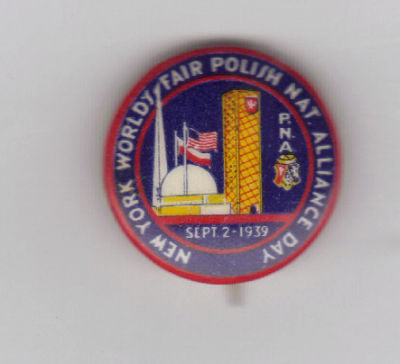 NEW YORK WORLD'S FAIR POLISH NAT ALLIANCE DAY
P.N.A
SEPT. 2-1939